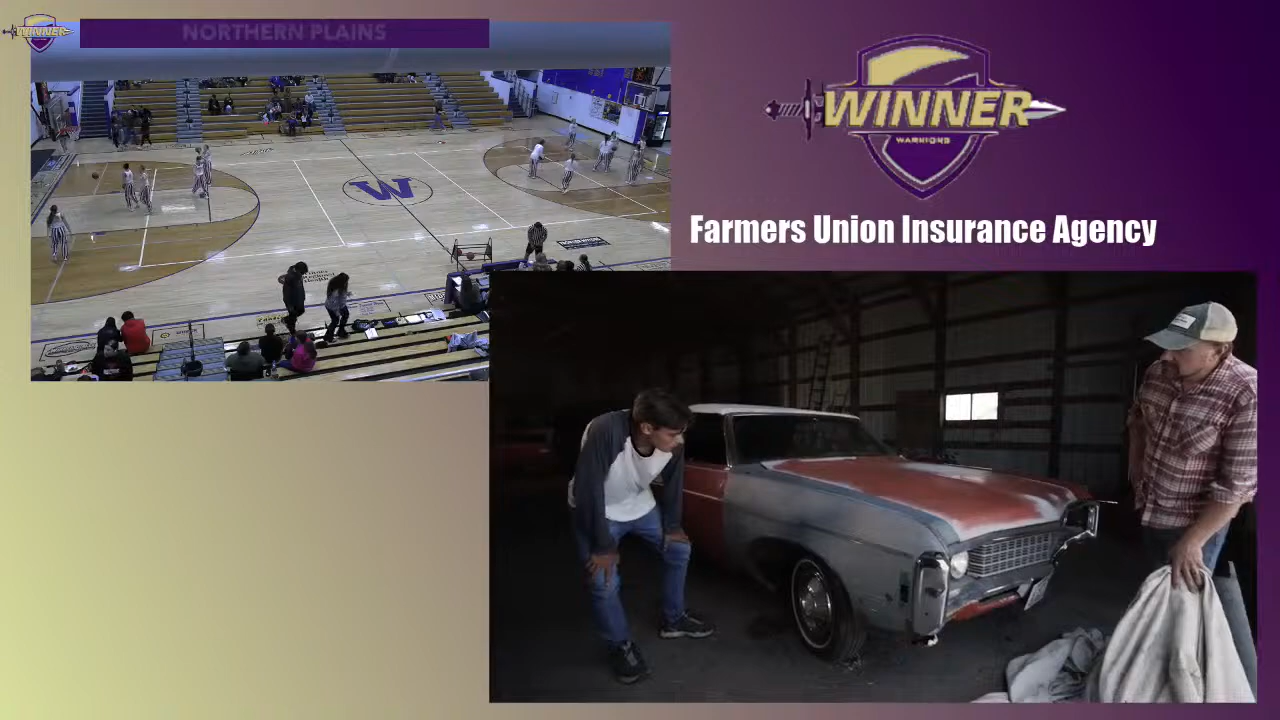 WINNER
NORTHERN PLAINS
W
WINNER
WARRIORS
Farmers Union Insurance Agency